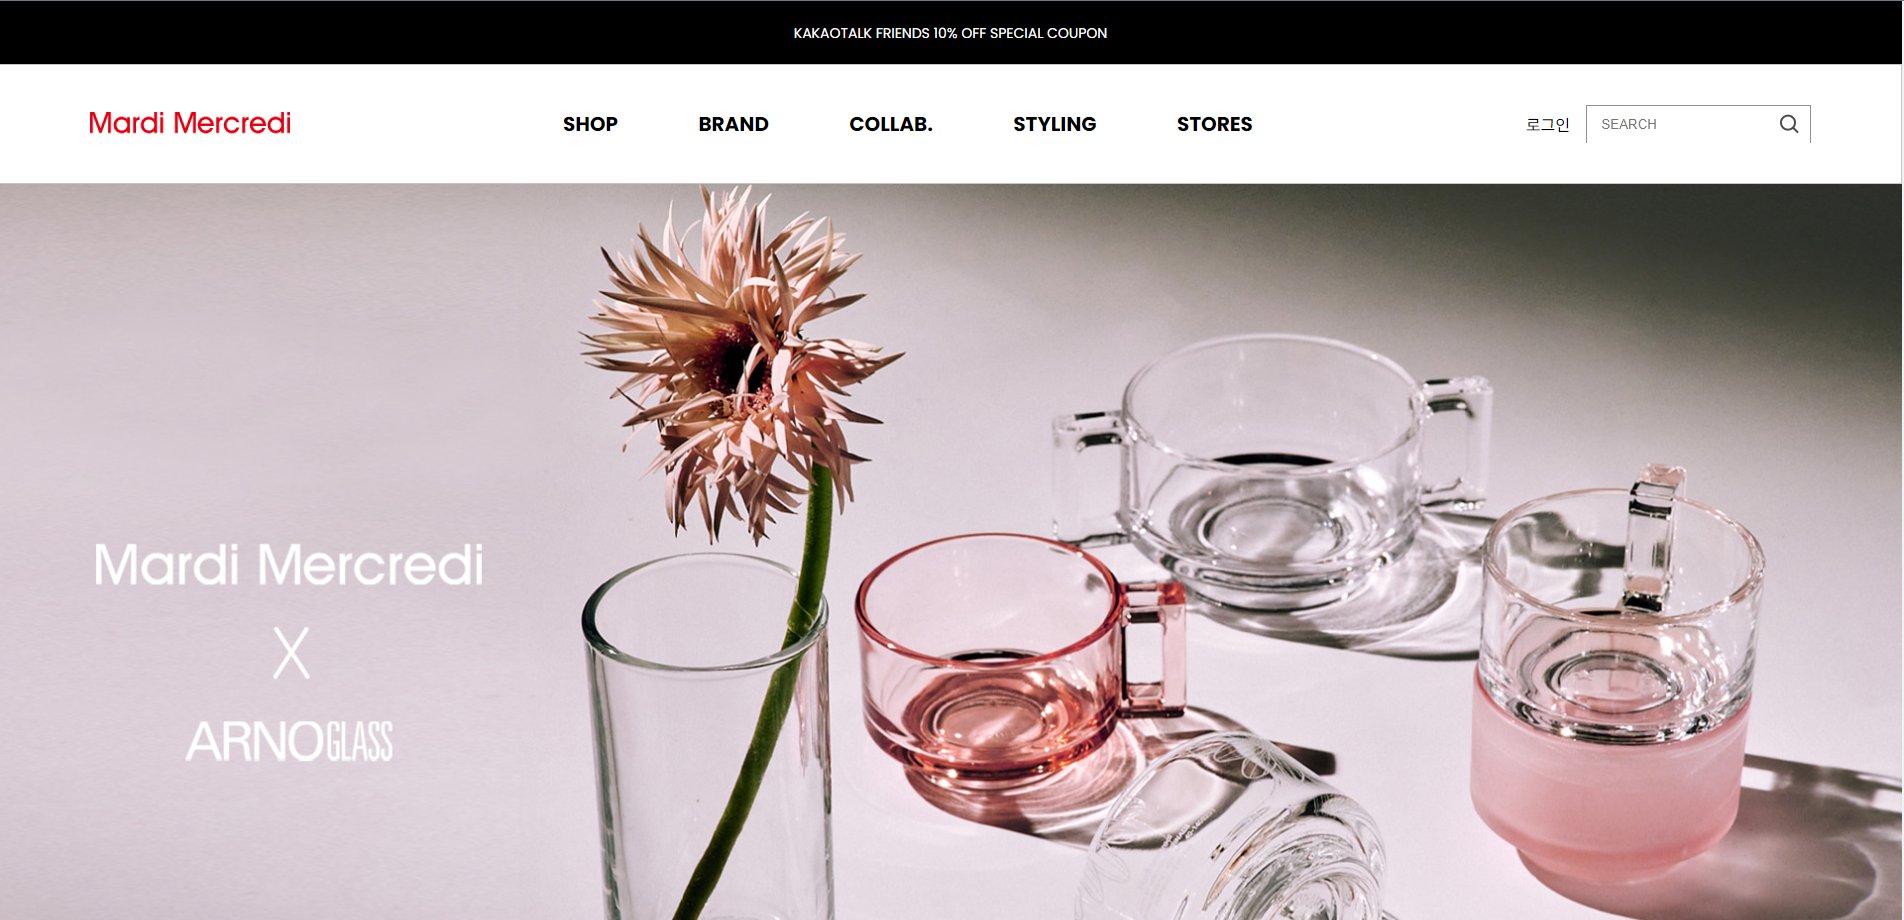 KAKAOTALK FRIENDS 10% OFF SPECIAL COUPON
Mardi Mercredi
SHOP
BRAND
COLLAB.
STYLING
STORES
로그인
SEARCH
Mardi Mercredi
X
ARNOGLASS